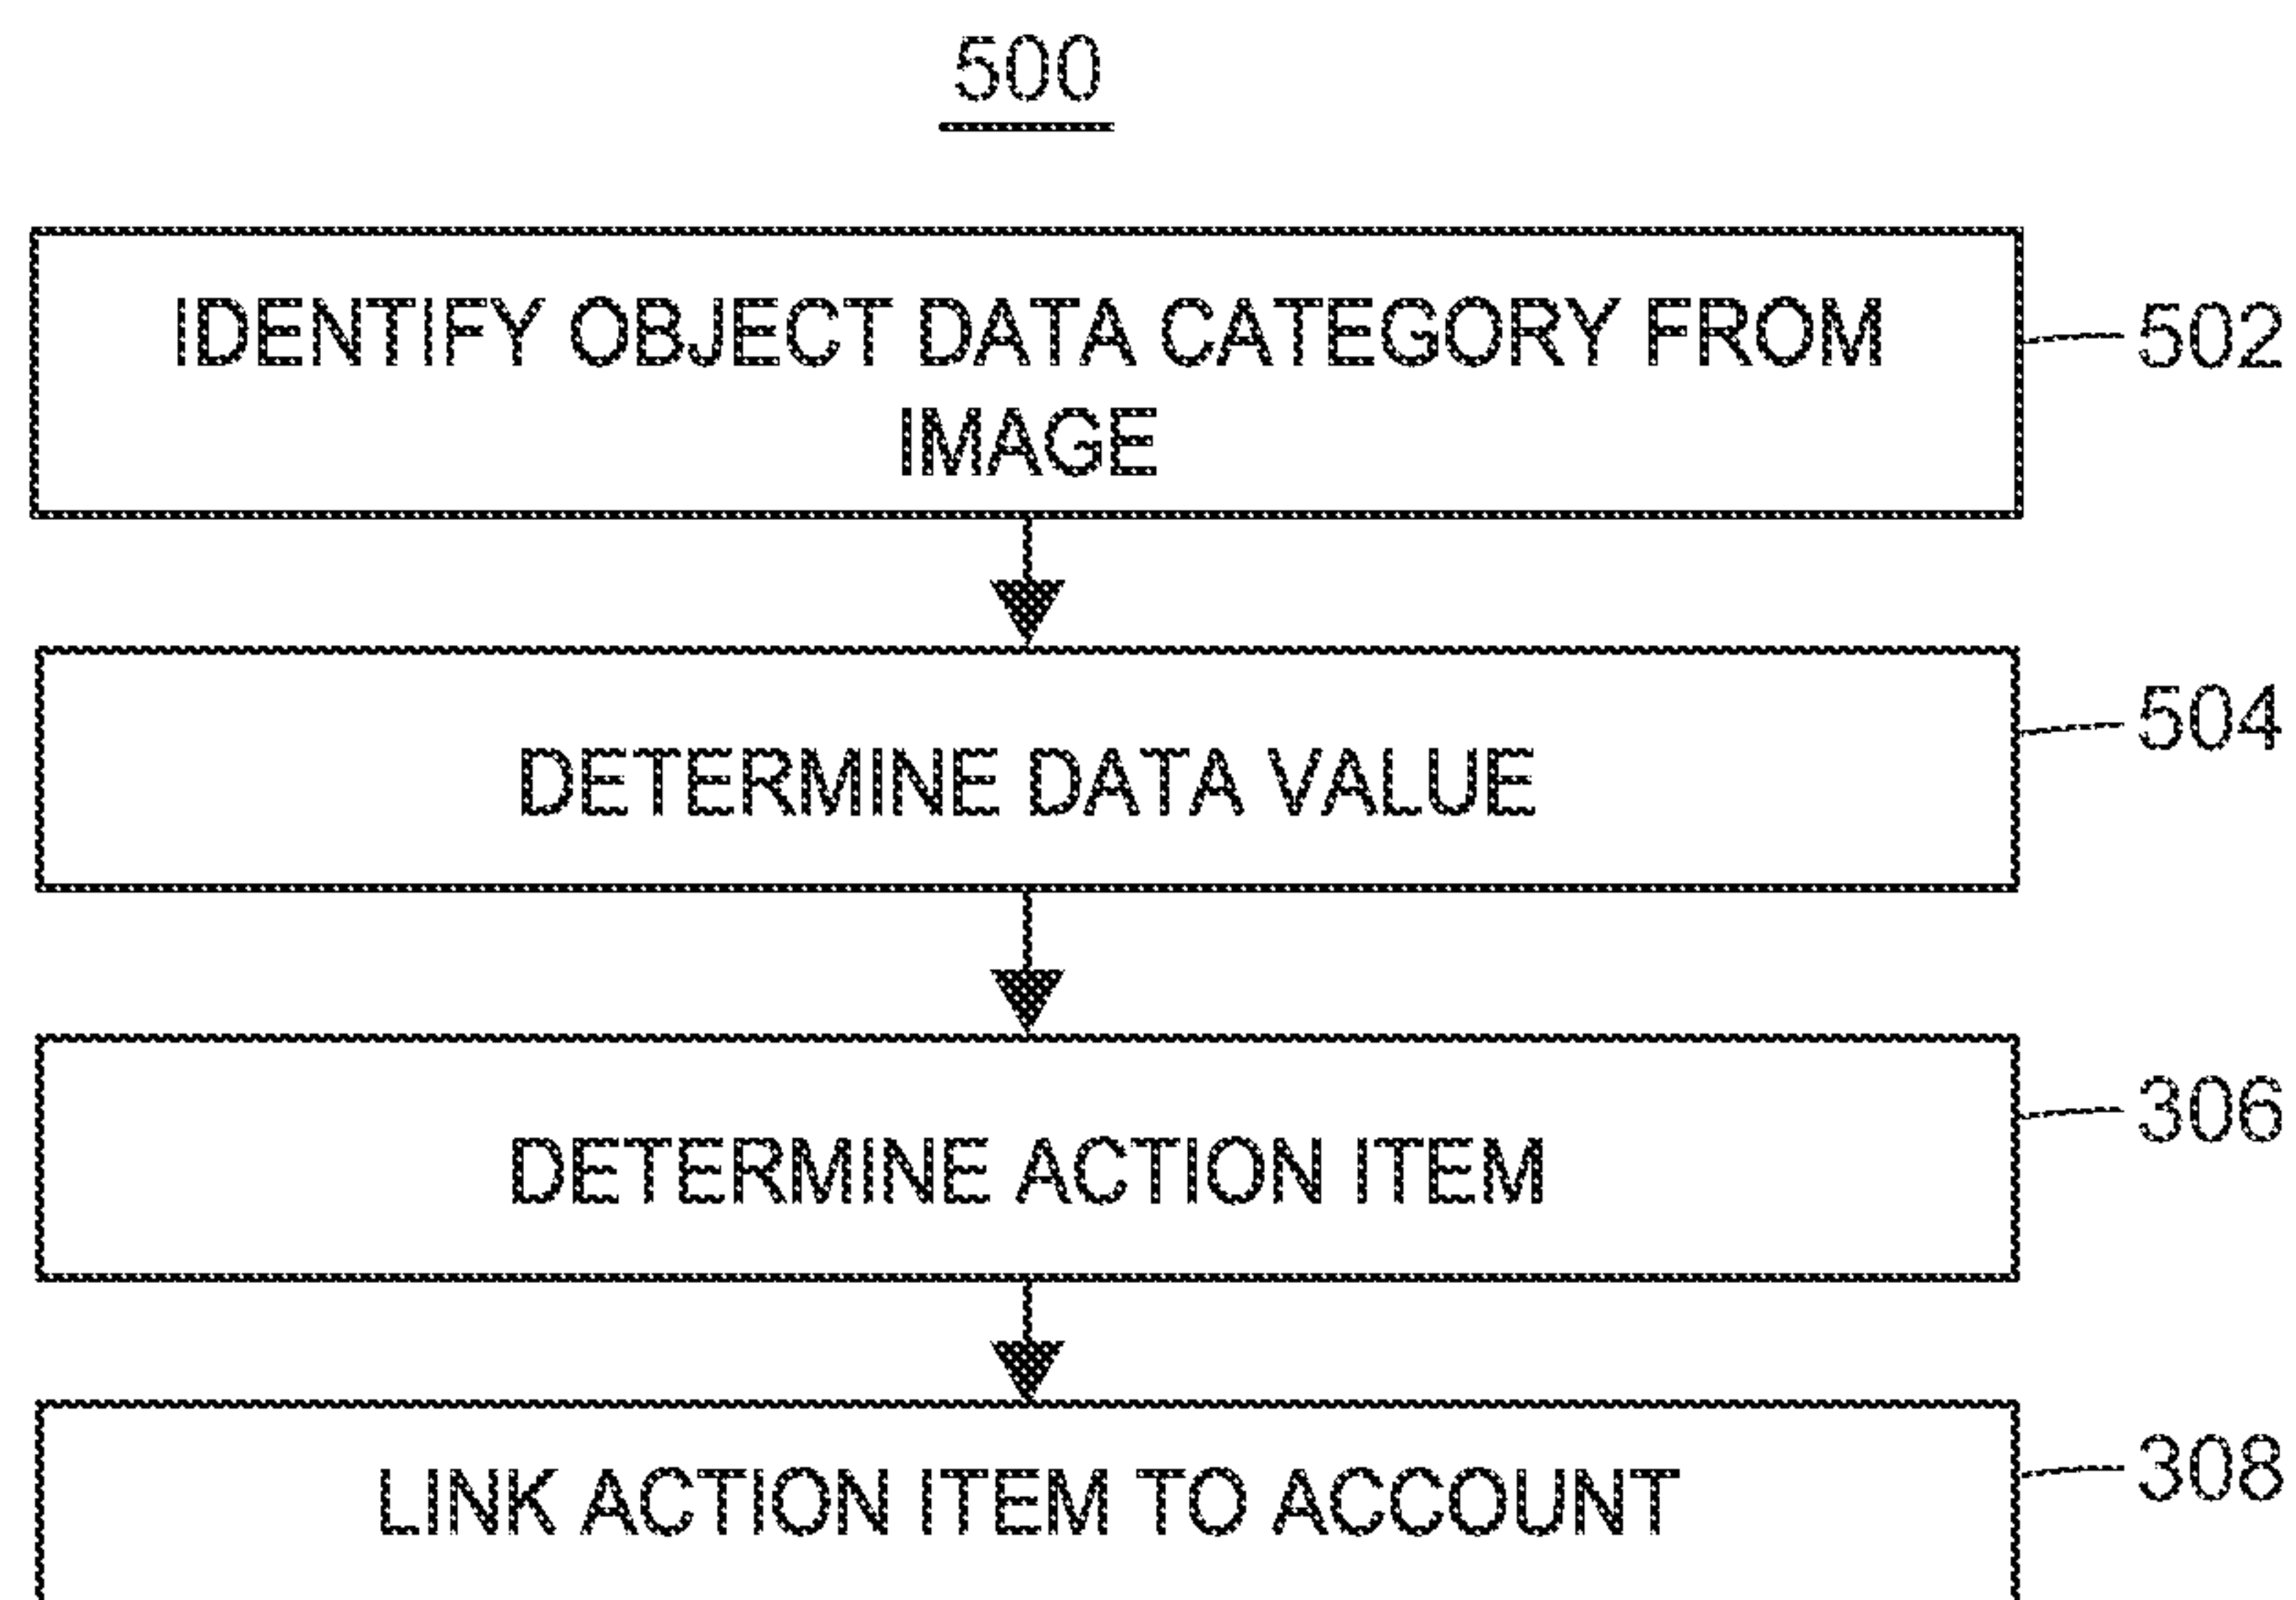 500
IDENTIFY OBJECT DATA CATEGORY FROM
IMAGE
502
DETERMINE DATA VALUE
504
DETERMINE ACTION ITEM
306
LINK ACTION ITEM TO ACCOUNT
308